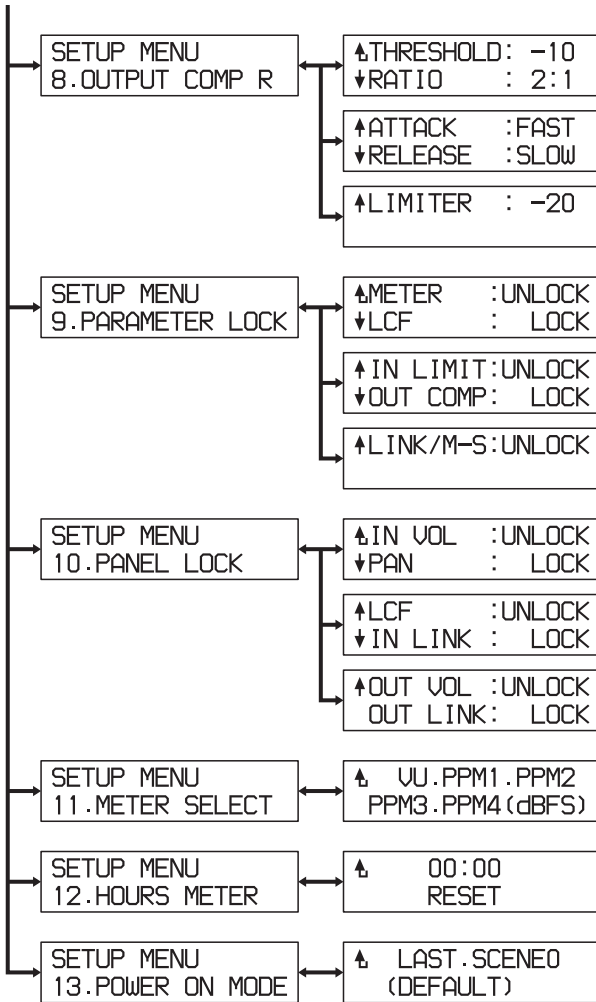 SETUP MENU
8.OUTPUT COMP R
THRESHOLD: -10
↓RATIO : 2:1
↑ATTACK :FAST
↓RELEASE :SLOW
↑LIMITER : -20
SETUP MENU
9.PARAMETER LOCK
METER :UNLOCK
↓LCF : LOCK
↑IN LIMIT:UNLOCK
↓OUT COMP: LOCK
↑LINK/M-S:UNLOCK
SETUP MENU
10.PANEL LOCK
IN VOL :UNLOCK
↓PAN : LOCK
↑LCF :UNLOCK
↓IN LINK : LOCK
↑OUT VOL :UNLOCK
OUT LINK: LOCK
SETUP MENU
11.METER SELECT
VU.PPM1.PPM2
PPM3.PPM4(dBFS)
SETUP MENU
12.HOURS METER
00:00
RESET
SETUP MENU
13.POWER ON MODE
LAST.SCENE0
(DEFAULT)